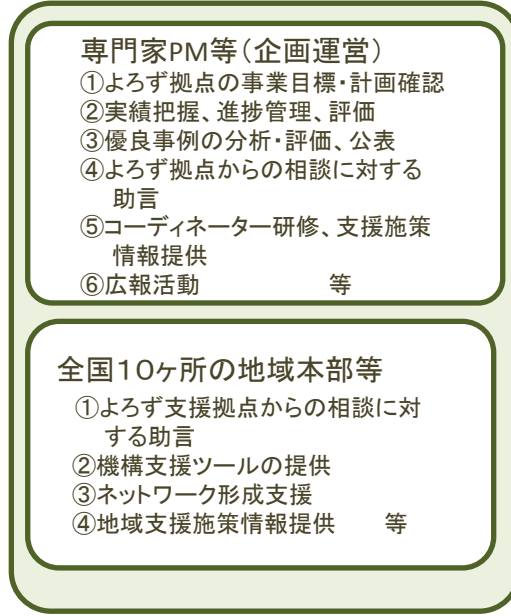 専門家PM等(企画運営)
①よろず拠点の事業目標・計画確認
②実績把握、進捗管理、評価
③優良事例の分析・評価、公表
④よろず拠点からの相談に対する
助言
⑤コーディネーター研修、支援施策
情報提供
⑥広報活動　　　　　等
全国10ヶ所の地域本部等
①よろず支援拠点からの相談に対
する助言
②機構支援ツールの提供
③ネットワーク形成支援
④地域支援施策情報提供　　等